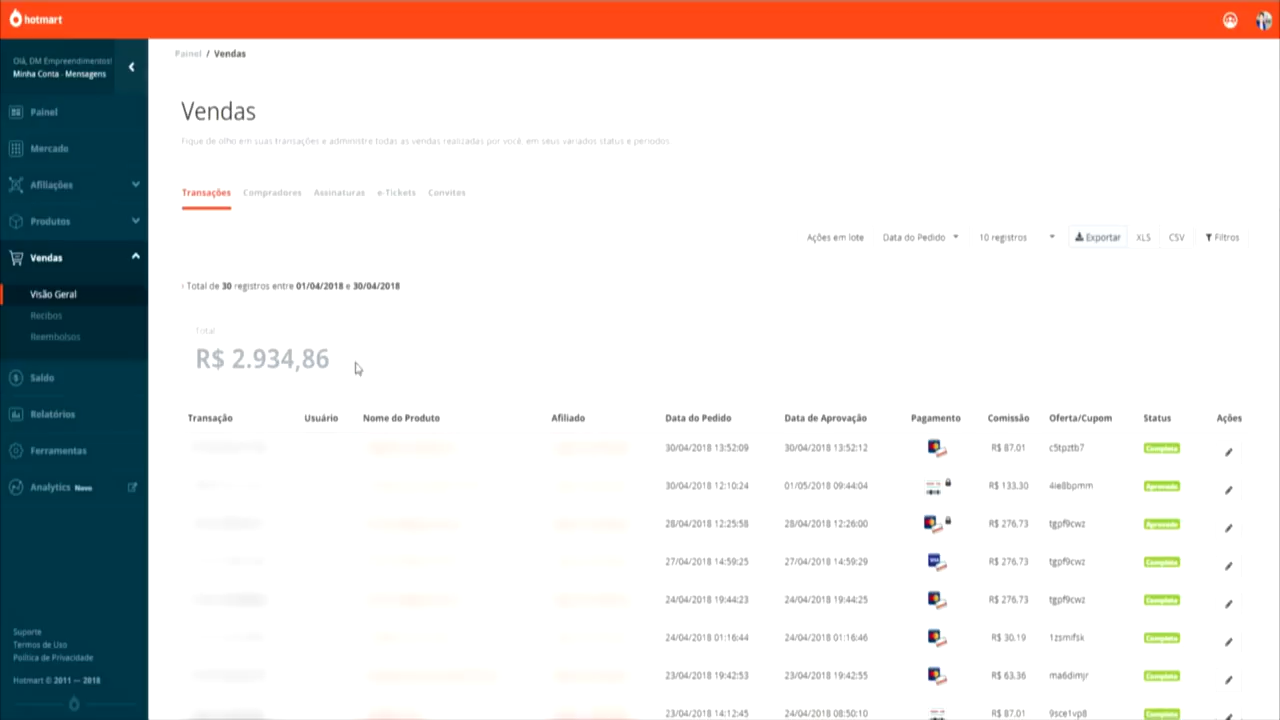 hotmart
Olá, DM Empreendimentos!
Minha Conta - Mensagens
Painel
Mercado
Afiliações
Produtos
Vendas
Visão Geral
Recibos
Reembolsos
Saldo
Relatórios
Ferramentas
Analytics Novo
Suporte
Termos de Uso
Política de Privacidade
Hotmart © 2011 — 2018
Painel / Vendas
Vendas
Fique de olho em suas transações e administre todas as vendas realizadas por você, em seus variados status e períodos.
Transações Compradores Assinaturas e-Tickets Convites
Ações em lote Data do Pedido 10 registros Exportar XLS CSV Filtros
› Total de 30 registros entre 01/04/2018 e 30/04/2018
Total
R$ 2.934,86
Transação Usuário Nome do Produto Afiliado Data do Pedido Data de Aprovação Pagamento Comissão Oferta/Cupom Status Ações
30/04/2018 13:52:09 30/04/2018 13:52:12 R$ 87.01 c5tpztb7 Completo
30/04/2018 12:10:24 01/05/2018 09:44:04 R$ 133.30 4ie8bpmm Aprovado
28/04/2018 12:25:58 28/04/2018 12:26:00 R$ 276.73 tgpf9cwz Aprovado
27/04/2018 14:59:25 27/04/2018 14:59:29 VISA R$ 276.73 tgpf9cwz Completo
24/04/2018 19:44:23 24/04/2018 19:44:25 R$ 276.73 tgpf9cwz Completo
24/04/2018 01:16:44 24/04/2018 01:16:46 R$ 30.19 1zsmifsk Completo
23/04/2018 19:42:53 23/04/2018 19:42:55 R$ 63.36 ma6dimjr Completo
23/04/2018 14:12:45 24/04/2018 08:50:10 R$ 87.01 9sce1vp8 Completo